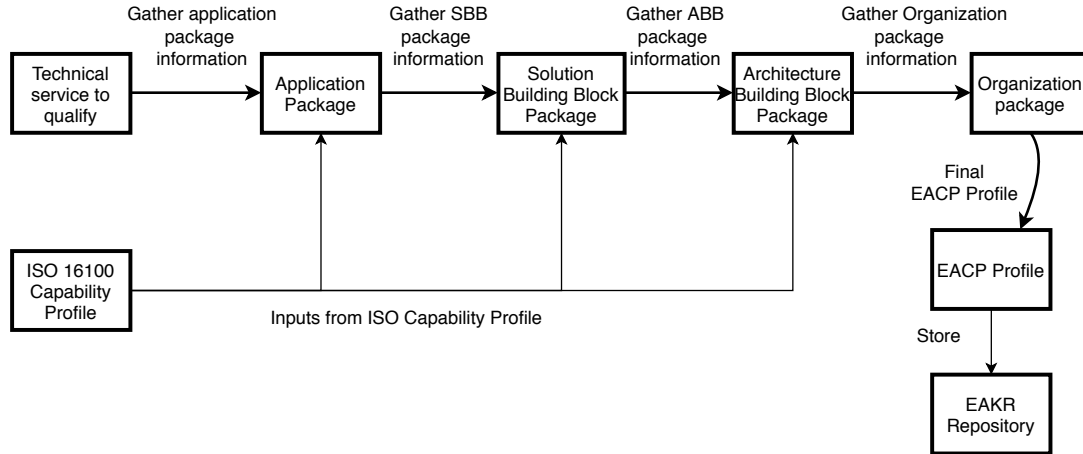 Gather application
package
information
Gather SBB
package
information
Gather ABB
package
information
Gather Organization
package
information
Technical
service to
qualify
Application
Package
Solution
Building Block
Package
Architecture
Building Block
Package
Organization
package
Final
EACP Profile
ISO 16100
Capability
Profile
EACP Profile
Inputs from ISO Capability Profile
Store
EAKR
Repository